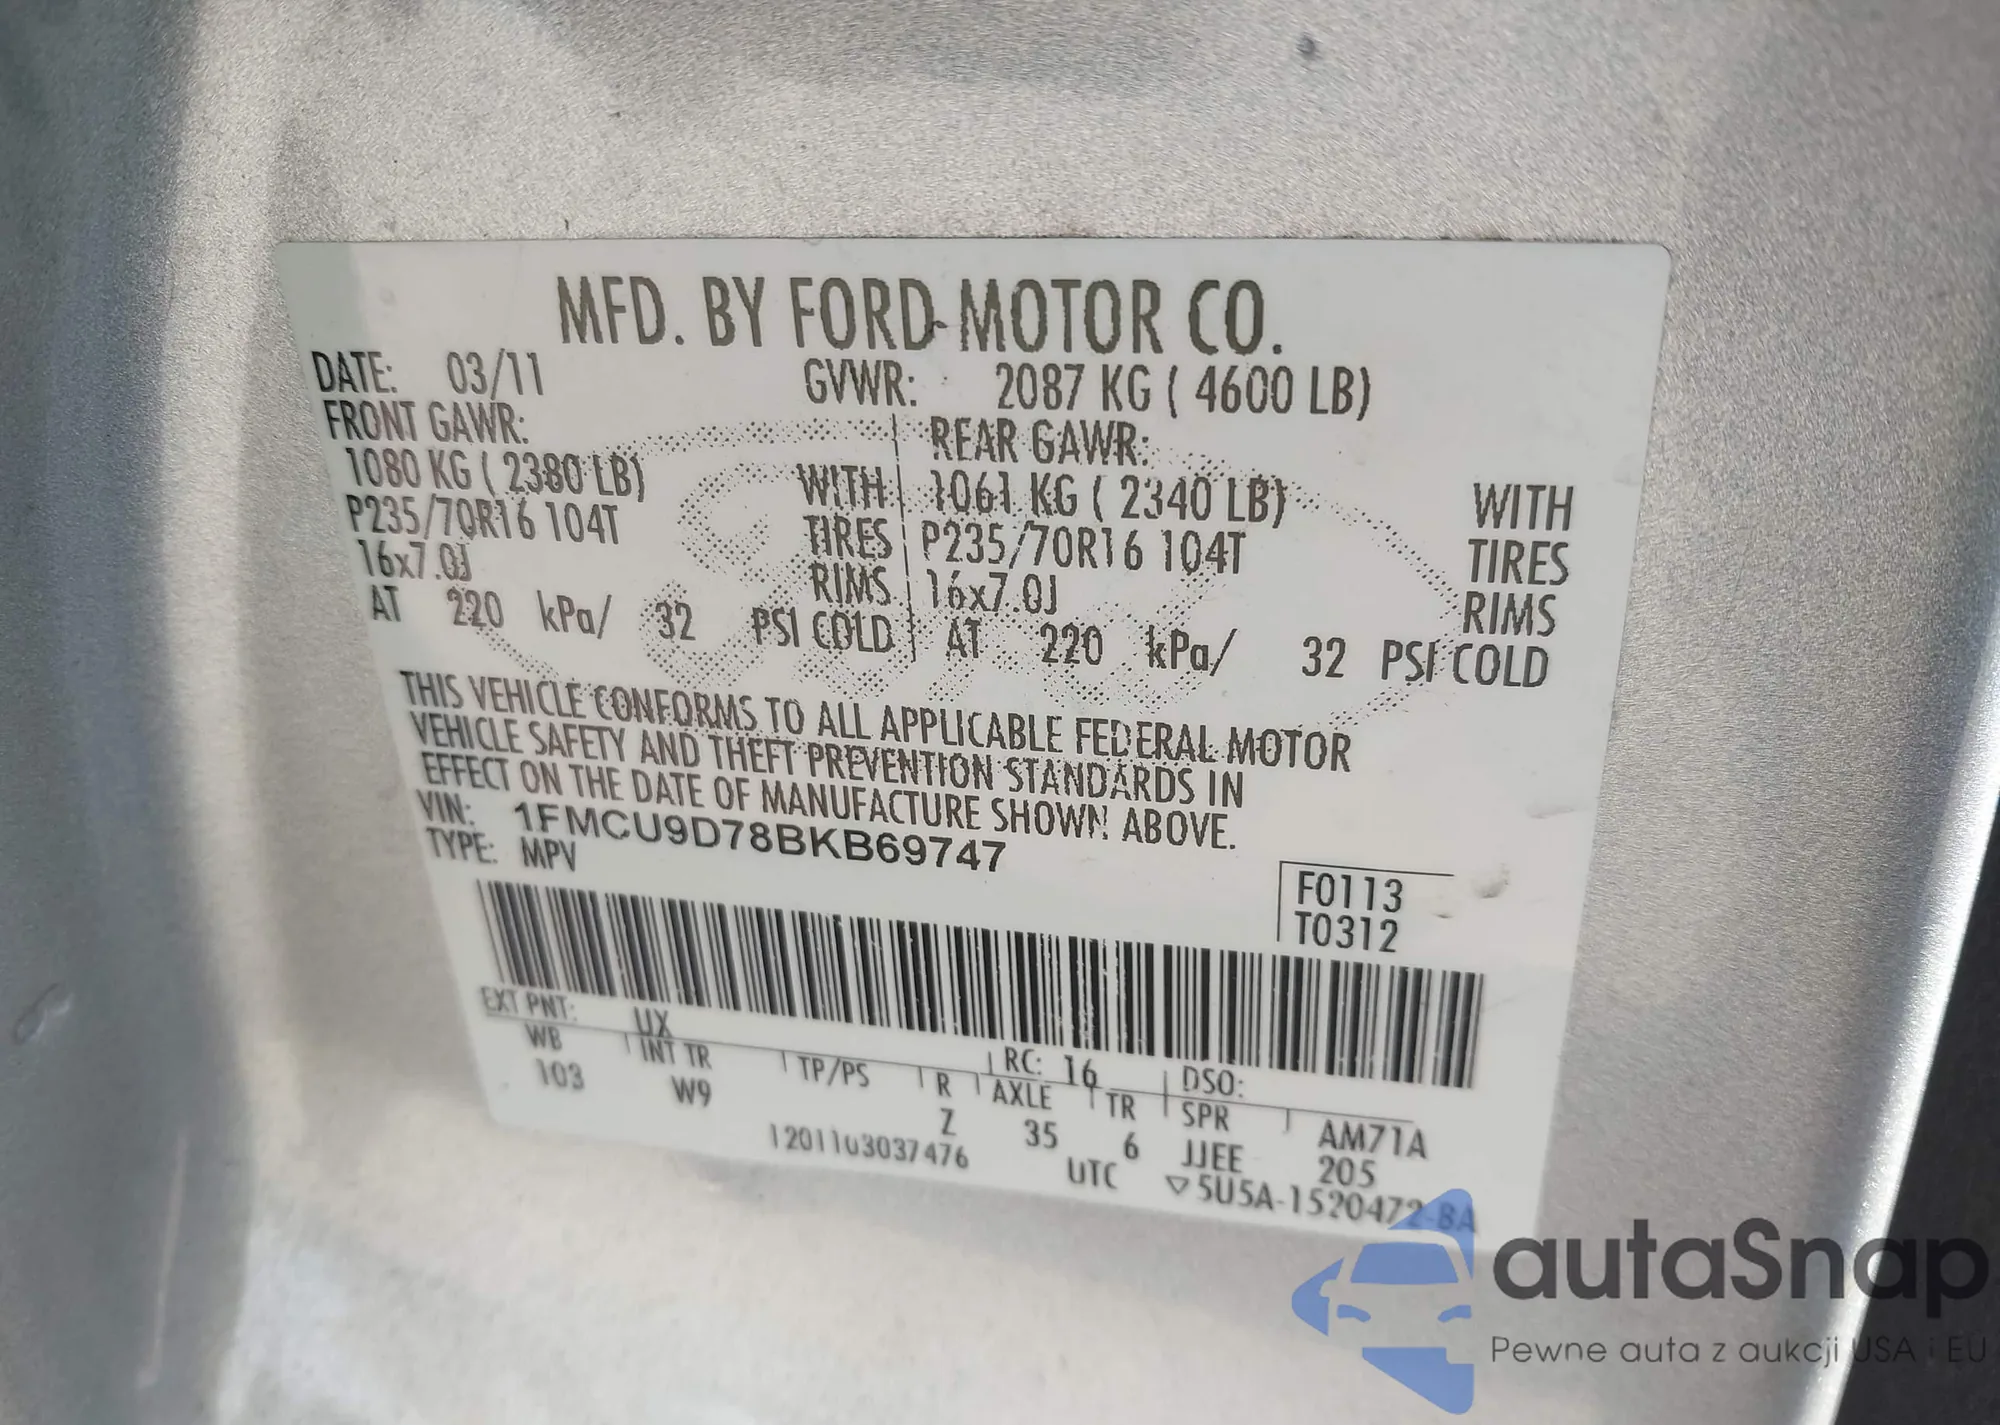 MFD. BY FORD MOTOR CO.
DATE: 03/11 GVWR: 2087 KG ( 4600 LB)
FRONT GAWR: REAR GAWR:
1080 KG ( 2380 LB) WITH 1061 KG ( 2340 LB) WITH
P235/70R16 104T TIRES P235/70R16 104T TIRES
16x7.0J RIMS 16x7.0J RIMS
AT 220 kPa/ 32 PSI COLD AT 220 kPa/ 32 PSI COLD
THIS VEHICLE CONFORMS TO ALL APPLICABLE FEDERAL MOTOR
VEHICLE SAFETY AND THEFT PREVENTION STANDARDS IN
EFFECT ON THE DATE OF MANUFACTURE SHOWN ABOVE.
VIN: 1FMCU9D78BKB69747
TYPE: MPV
F0113
T0312
EXT PNT: UX RC: 16 DSO:
WB INT TR TP/PS R AXLE TR SPR AM71A
103 W9 Z 35 6 JJEE 205
1201103037476 UTC ▽5U5A-1520472-BA
autaSnap
Pewne auta z aukcji USA i EU